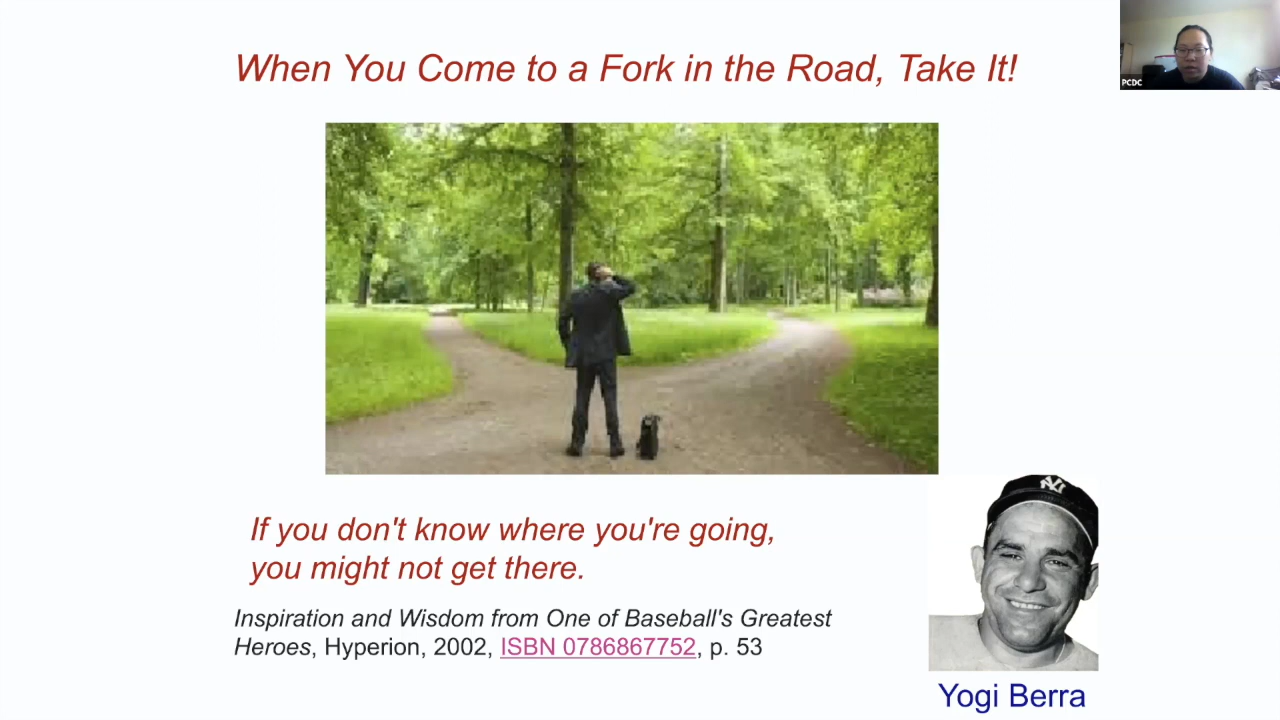 When You Come to a Fork in the Road, Take It!
PCDC
NY
If you don't know where you're going,
you might not get there.
Inspiration and Wisdom from One of Baseball's Greatest
Heroes, Hyperion, 2002, ISBN 0786867752, p. 53
Yogi Berra